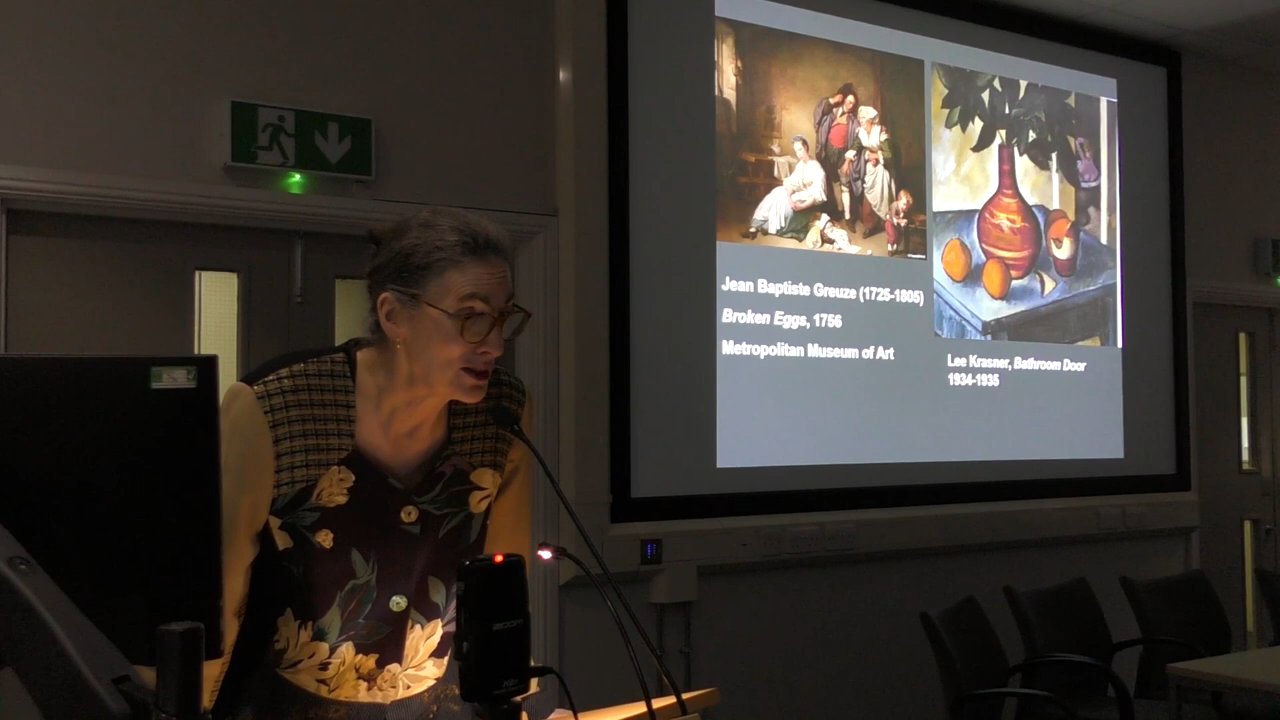 Jean Baptiste Greuze (1725-1805)
Broken Eggs, 1756
Metropolitan Museum of Art
Lee Krasner, Bathroom Door
1934-1935
zoom